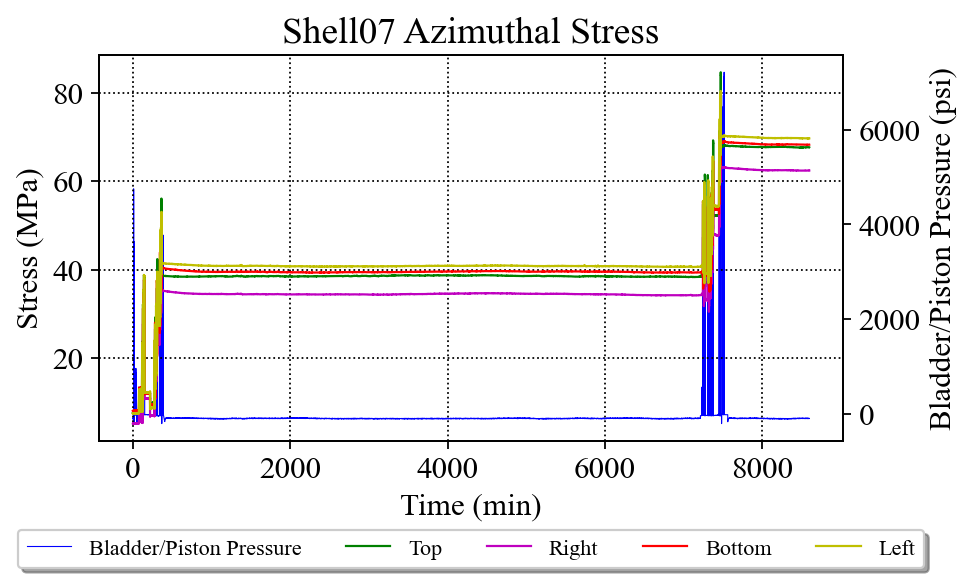 Shell07 Azimuthal Stress
80
60
40
20
Stress (MPa)
6000
4000
2000
0
Bladder/Piston Pressure (psi)
0 2000 4000 6000 8000
Time (min)
Bladder/Piston Pressure Top Right Bottom Left